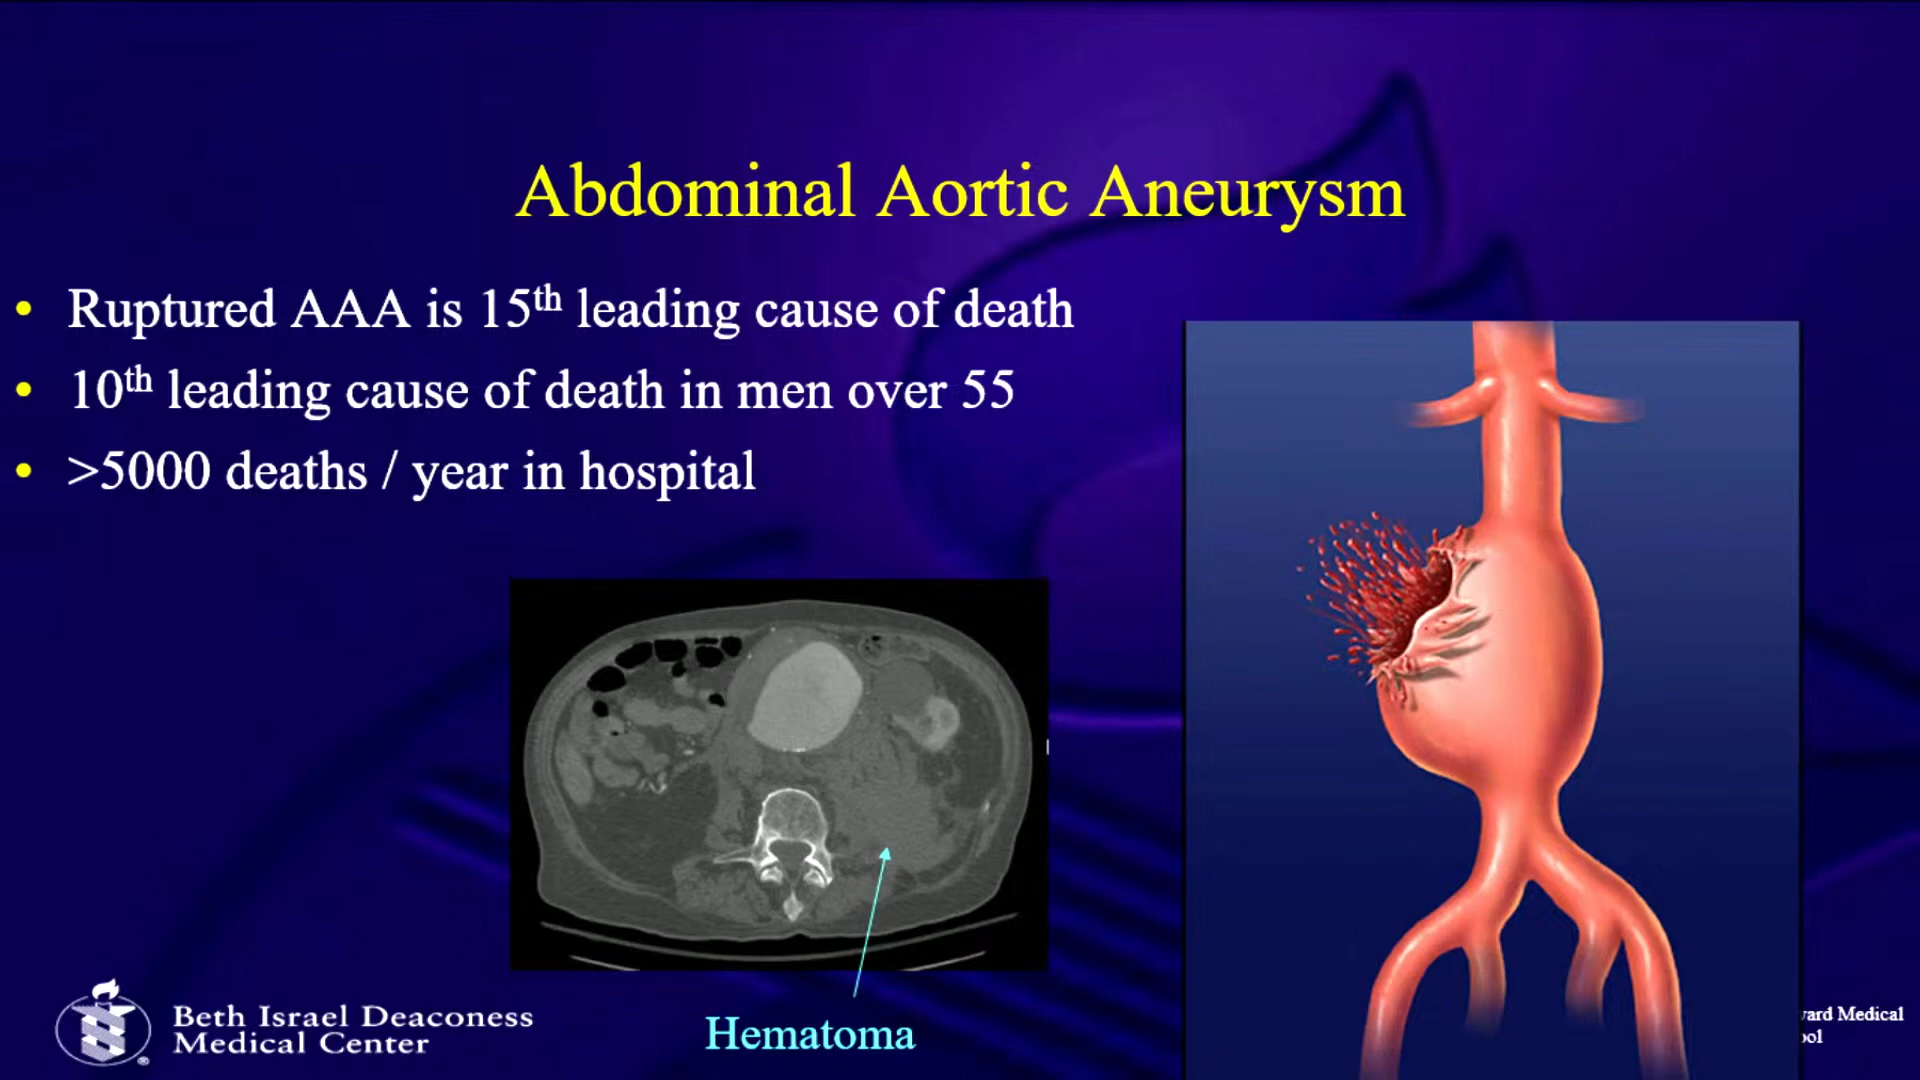 Abdominal Aortic Aneurysm
• Ruptured AAA is 15th leading cause of death
• 10th leading cause of death in men over 55
• >5000 deaths / year in hospital
Hematoma
Beth Israel Deaconess
Medical Center
Medical